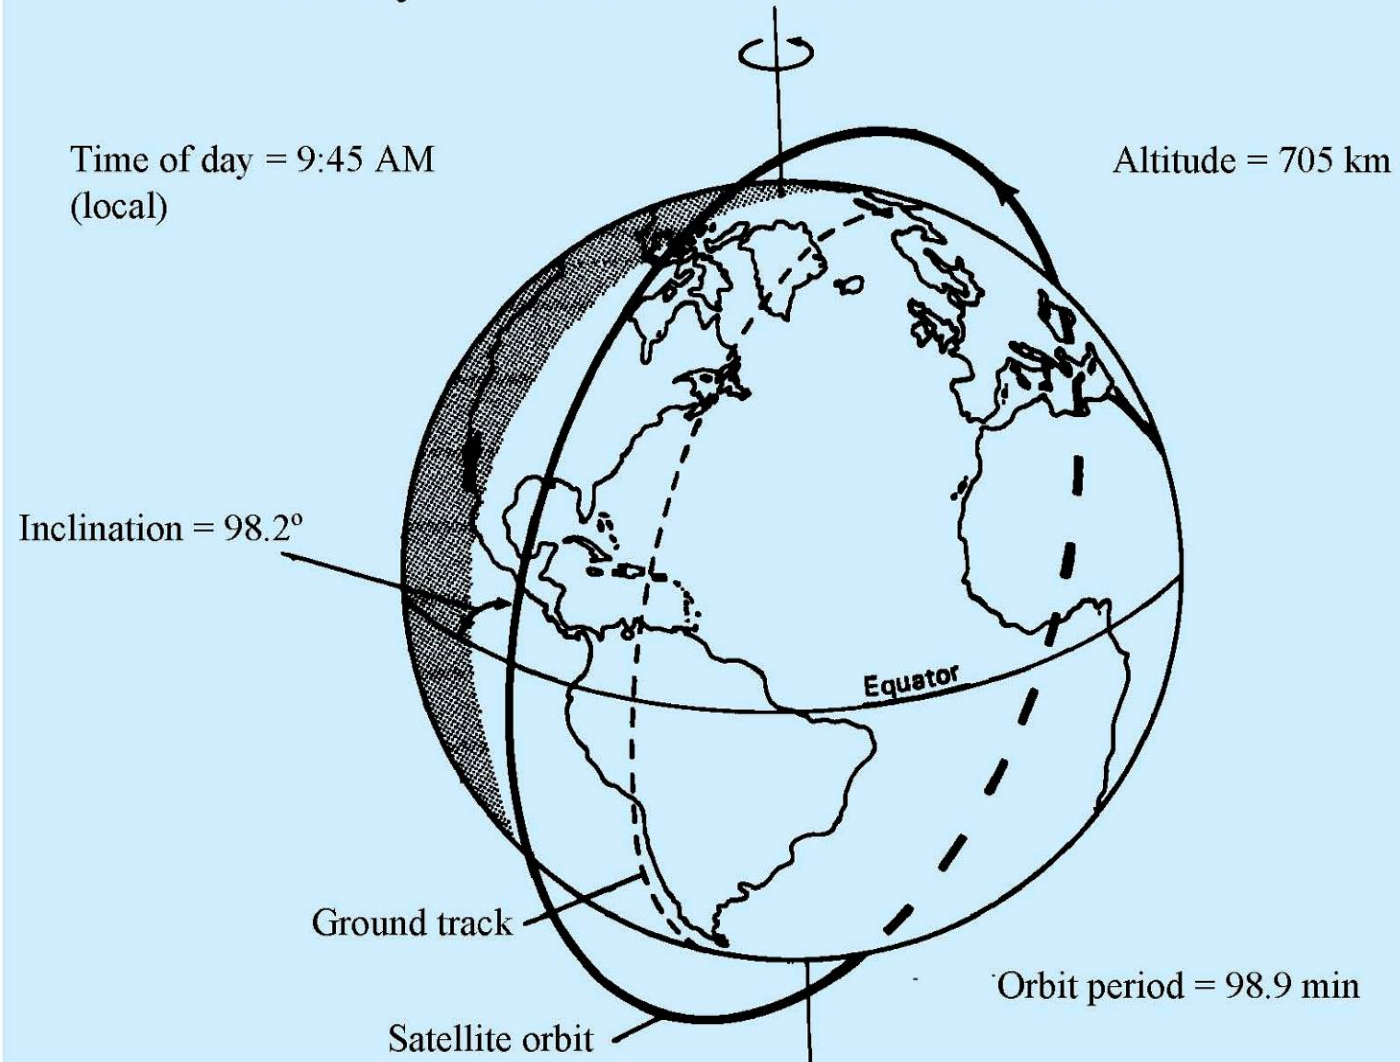 Time of day = 9:45 AM
(local)
Altitude = 705 km
Inclination = 98.2º
Equator
Ground track
Orbit period = 98.9 min
Satellite orbit